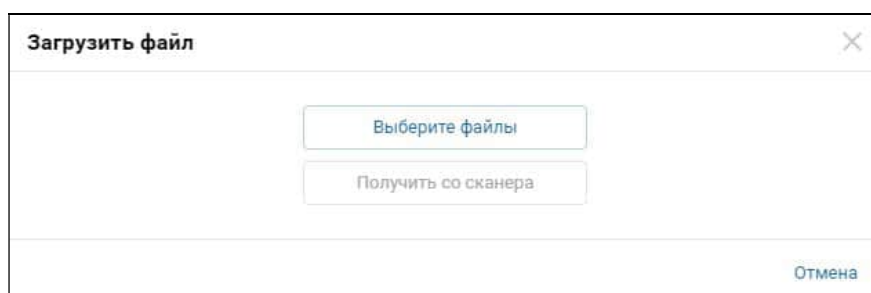 Загрузить файл
Выберите файлы
Получить со сканера
Отмена